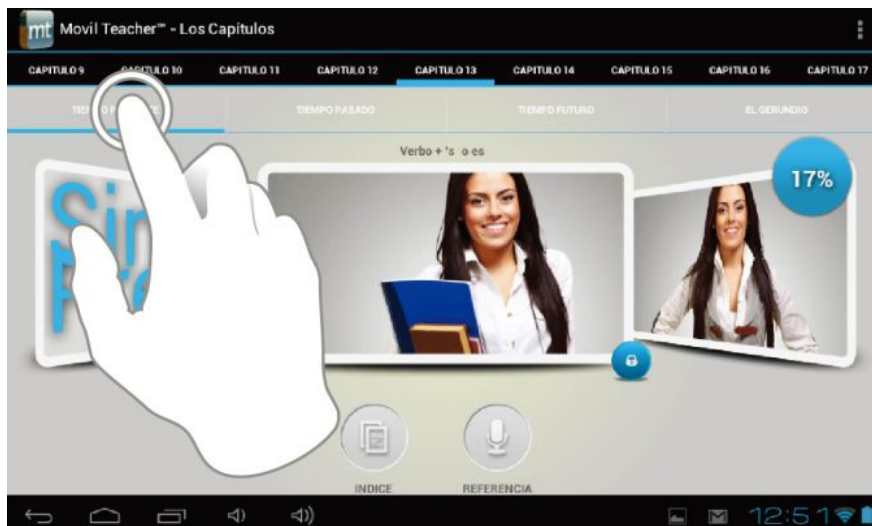 mt Movil Teacher™ - Los Capítulos
CAPITULO 9 CAPITULO 10 CAPITULO 11 CAPITULO 12 CAPITULO 13 CAPITULO 14 CAPITULO 15 CAPITULO 16 CAPITULO 17
TIEMPO PASADO TIEMPO FUTURO EL GERUNDIO
Verbo + 's o es
17%
INDICE REFERENCIA
12:51